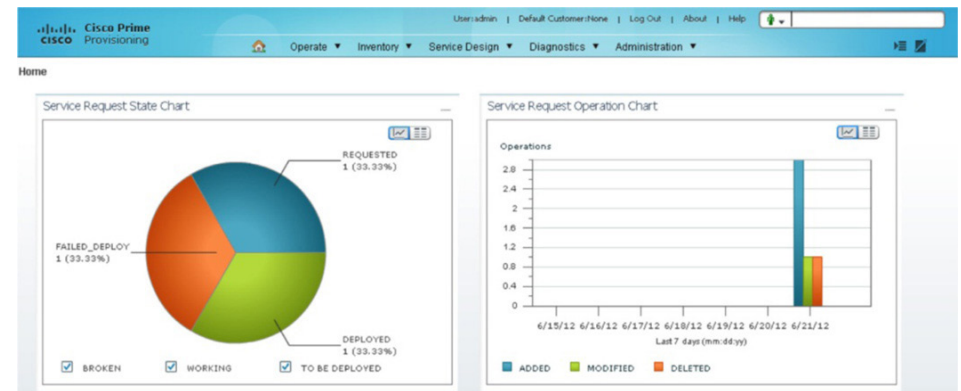 User:admin | Default Customer:None | Log Out | About | Help
Cisco Prime
CISCO Provisioning
Operate ▼ Inventory ▼ Service Design ▼ Diagnostics ▼ Administration ▼
Home
Service Request State Chart
REQUESTED
1 (33.33%)
FAILED_DEPLOY
1 (33.33%)
DEPLOYED
1 (33.33%)
BROKEN WORKING TO BE DEPLOYED
Service Request Operation Chart
Operations
2.8
2.4
2
1.6
1.2
0.8
0.4
0
6/15/12 6/16/12 6/17/12 6/18/12 6/19/12 6/20/12 6/21/12
Last 7 days (mm:dd:yy)
ADDED MODIFIED DELETED